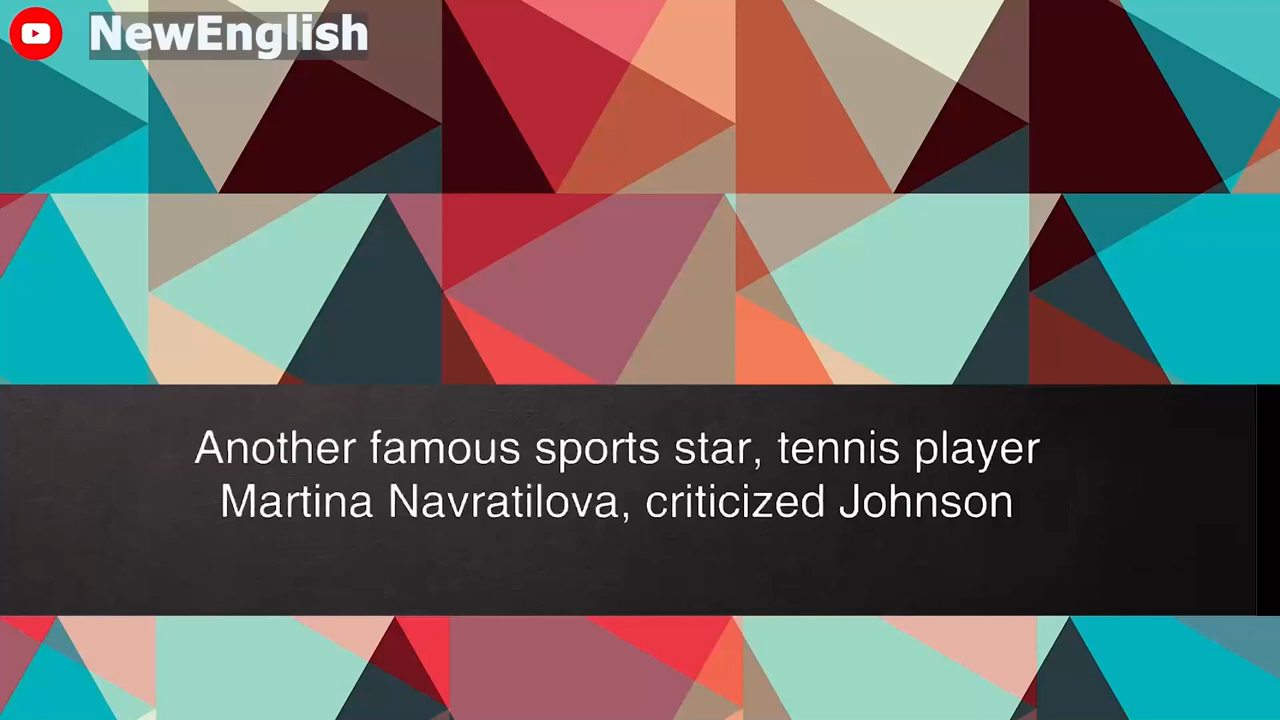 NewEnglish
Another famous sports star, tennis player
Martina Navratilova, criticized Johnson